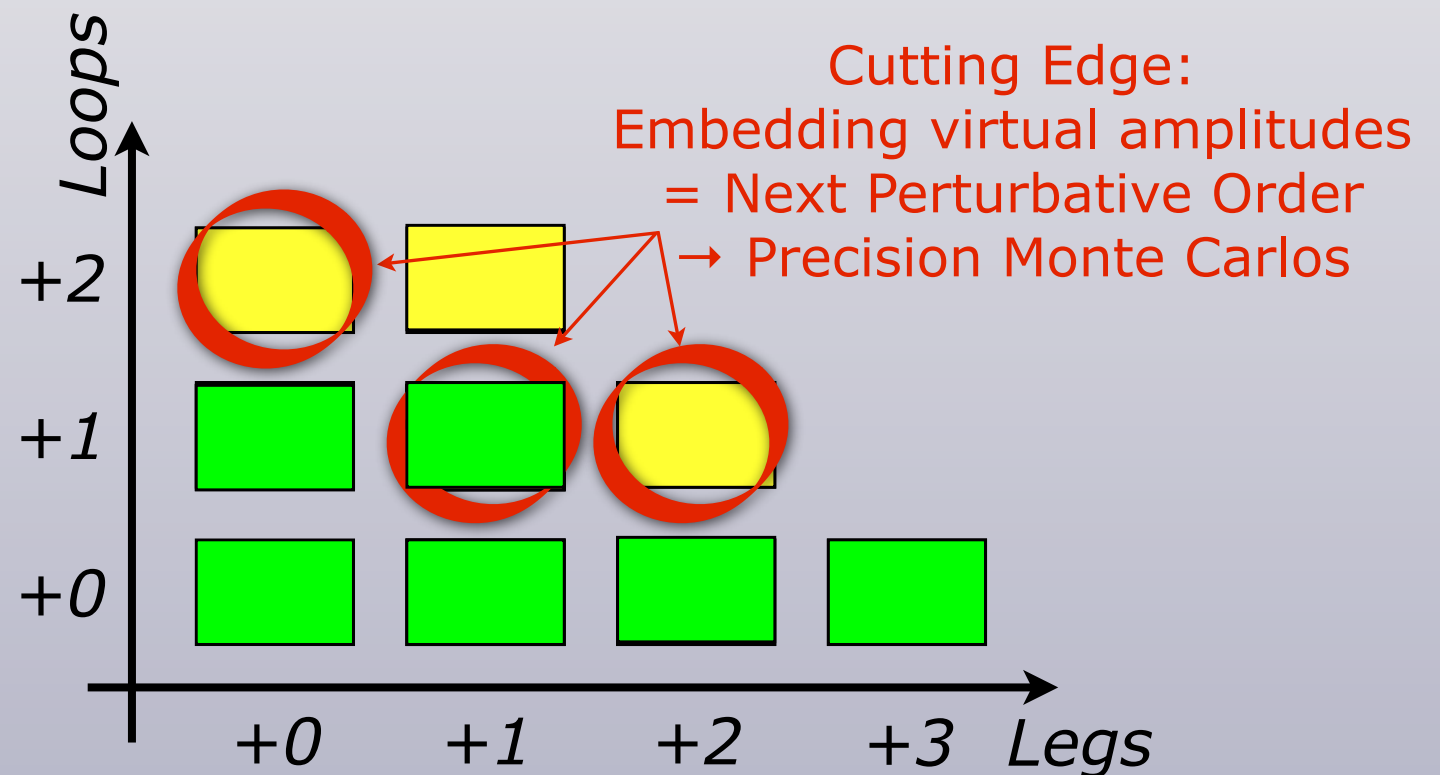 Loops
Cutting Edge:
Embedding virtual amplitudes
= Next Perturbative Order
→ Precision Monte Carlos
+2
+1
+0
+0 +1 +2 +3 Legs